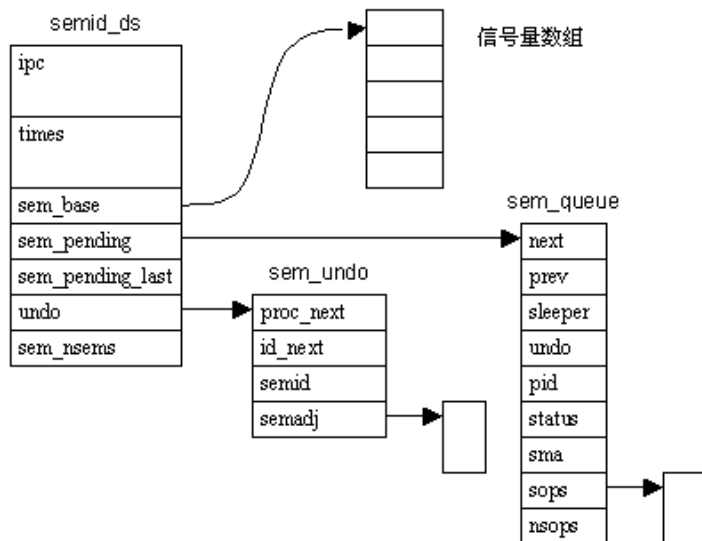 semid_ds
ipc
times
sem_base
sem_pending
sem_pending_last
undo
sem_nsems
信号量数组
sem_undo
proc_next
id_next
semid
semadj
sem_queue
next
prev
sleeper
undo
pid
status
sma
sops
nsops